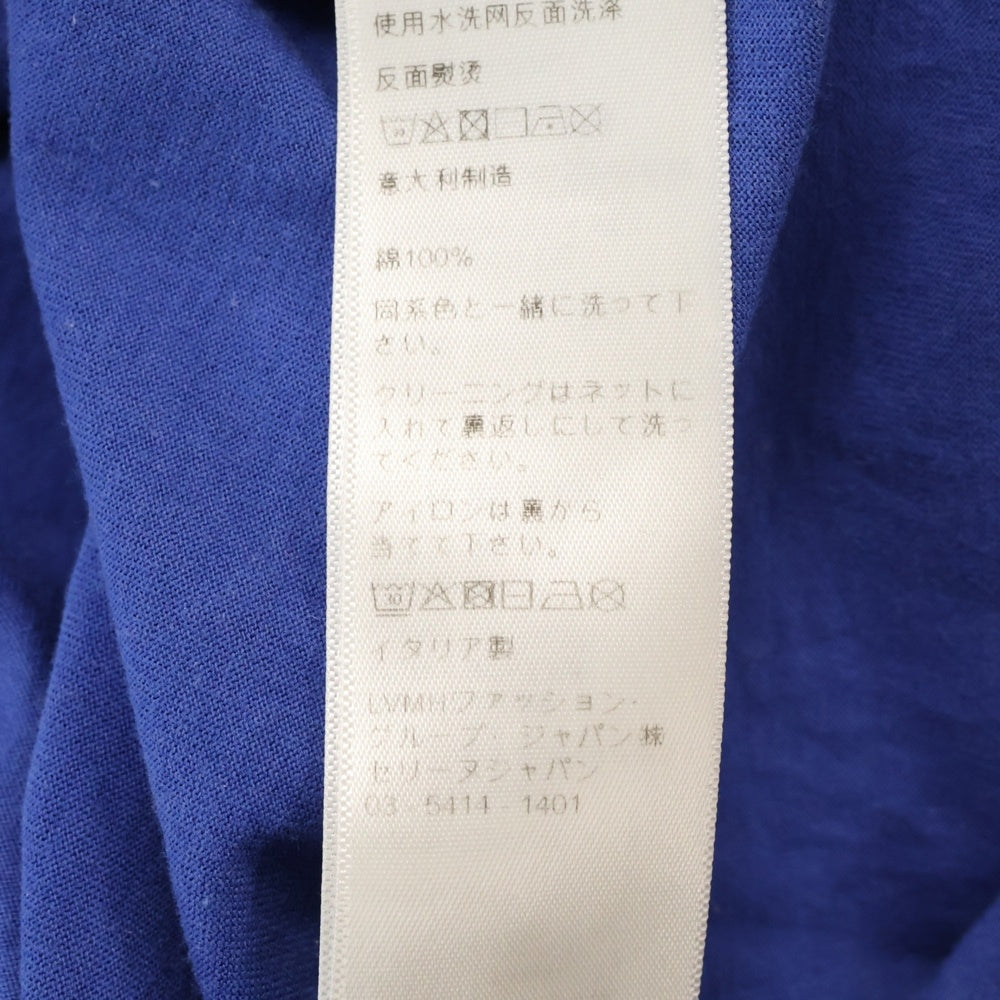 使用水洗网反面洗涤
反面熨烫
30
意大利制造
綿100%
同系色と一緒に洗って下
さい。
クリーニングはネットに
入れて裏返しにして洗っ
てください。
アイロンは裏から
当てて下さい。
30
イタリア製
LVMHファッション・
グループ・ジャパン株
セリーヌジャパン
03 - 5414 - 1401